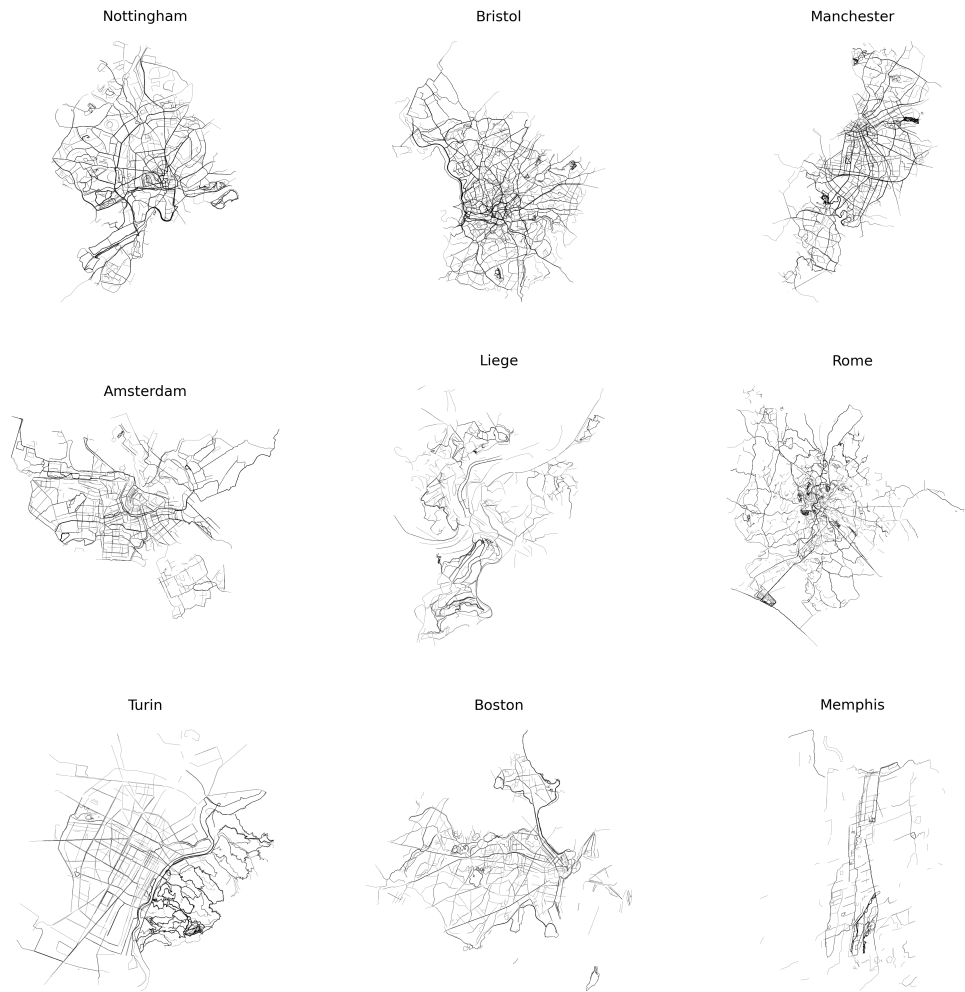 Nottingham
Bristol
Manchester
Amsterdam
Liege
Rome
Turin
Boston
Memphis